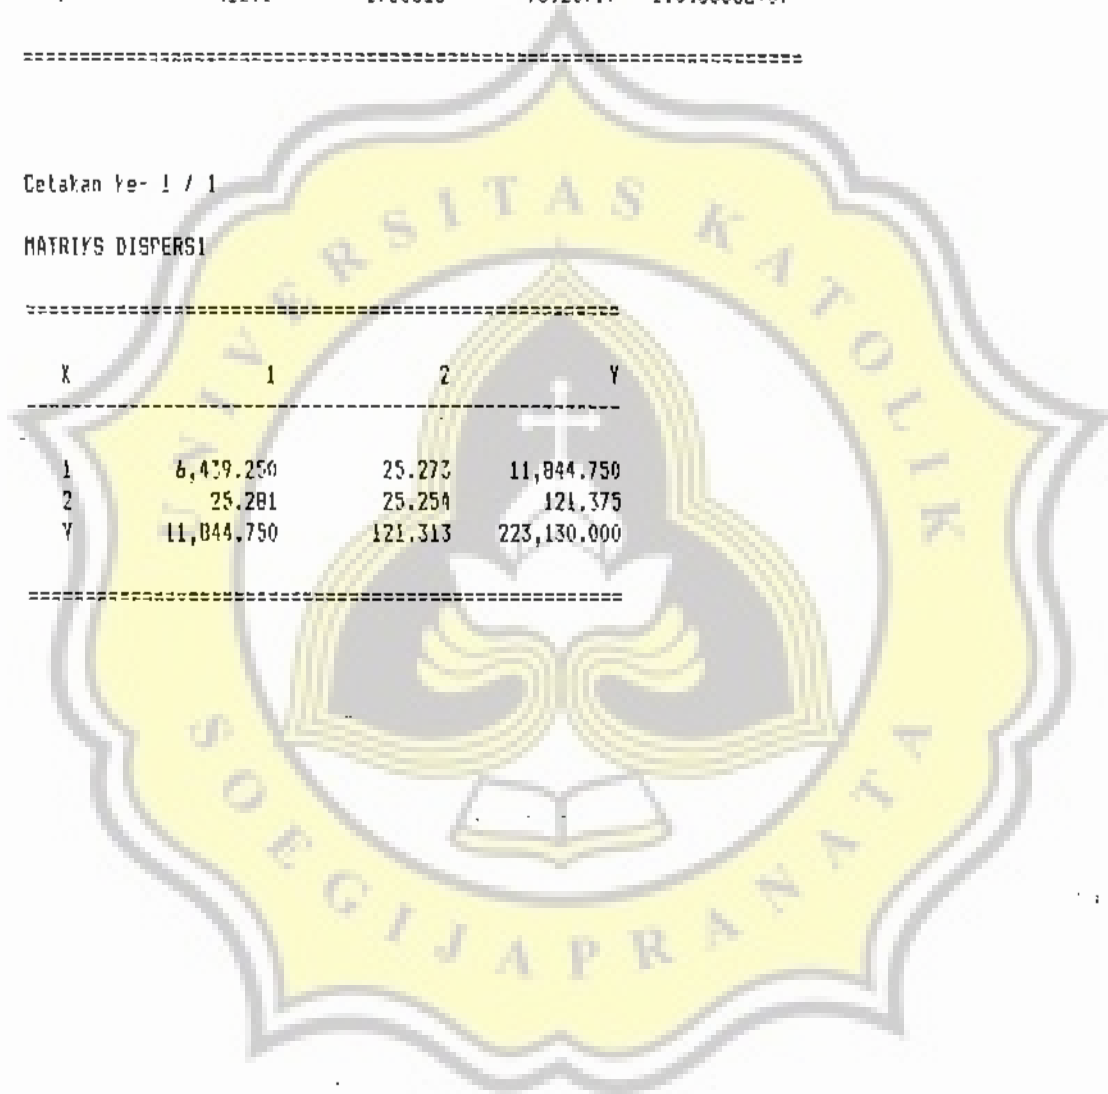 Cetakan ke- 1 / 1
MATRIKS DISPERSI
X 1 2 Y
1 6,439.250 25.273 11,844.750
2 25.281 25.254 121.375
Y 11,844.750 121.313 223,130.000
UNIVERSITAS KATOLIK
SOEGIJAPRANATA